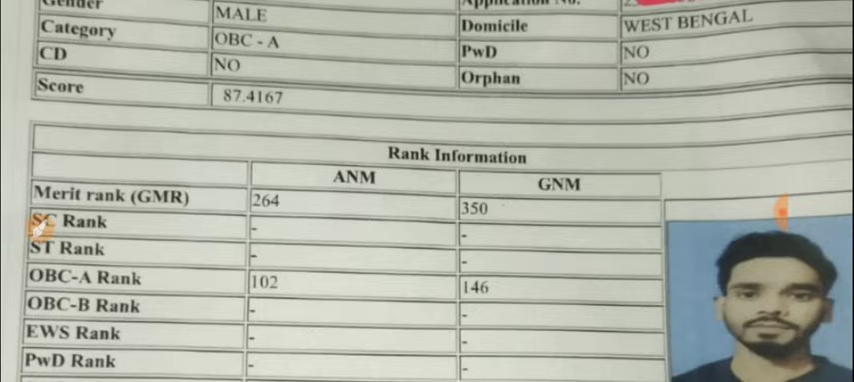 Gender MALE Application No.
Category OBC - A Domicile WEST BENGAL
CD NO PwD NO
Orphan NO
Score 87.4167
Rank Information
ANM GNM
Merit rank (GMR) 264 350
SC Rank - -
ST Rank - -
OBC-A Rank 102 146
OBC-B Rank - -
EWS Rank - -
PwD Rank - -